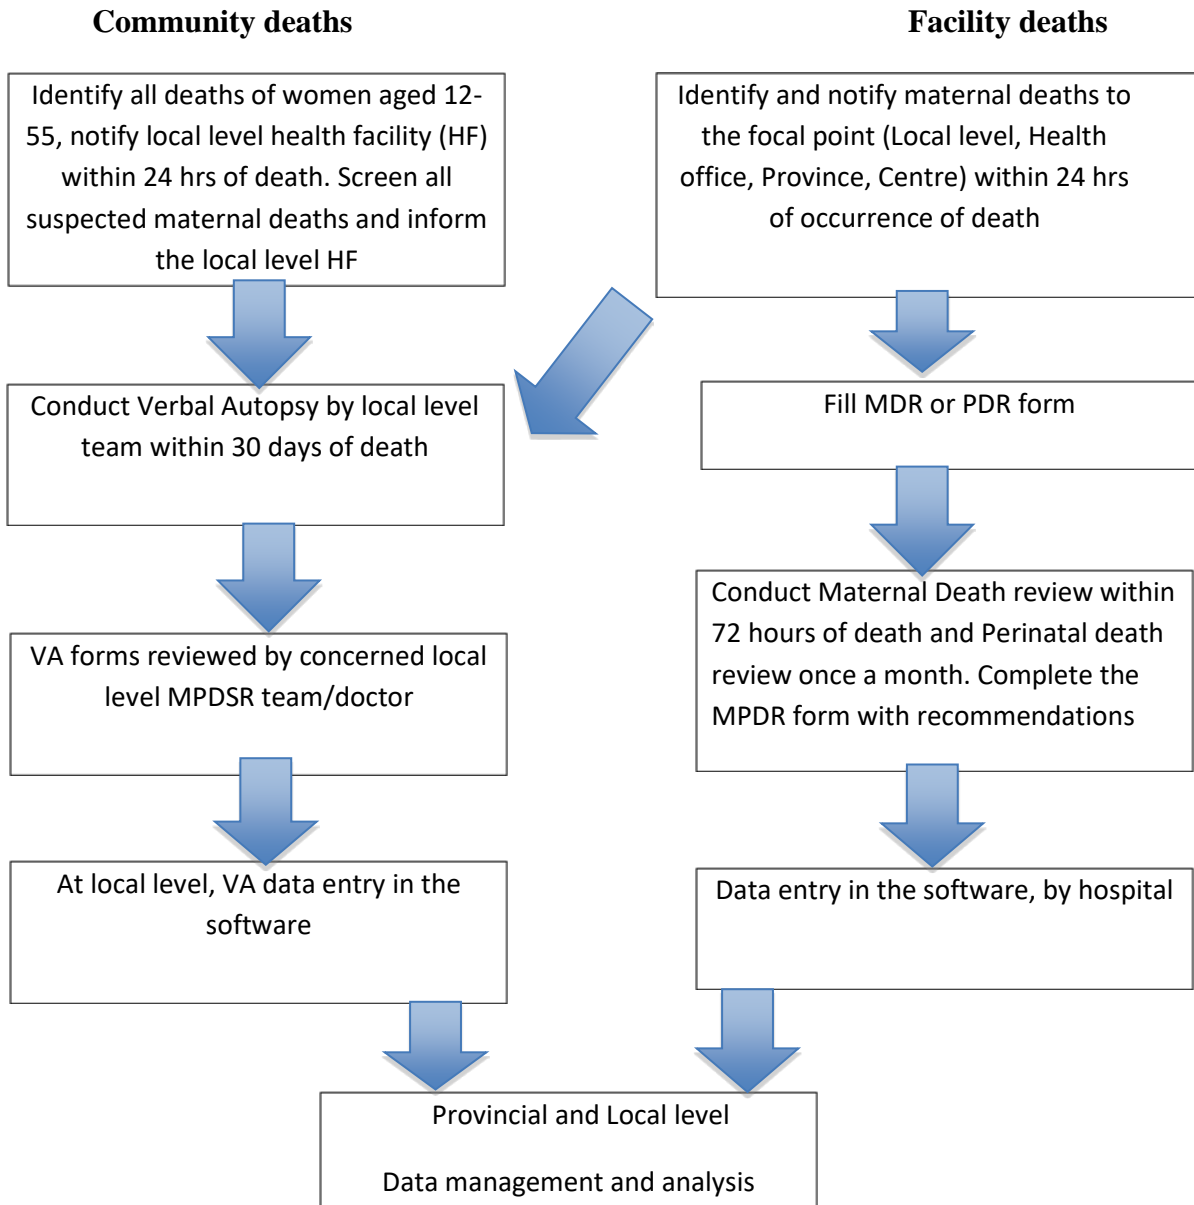 Community deaths
Facility deaths
Identify all deaths of women aged 12-
55, notify local level health facility (HF)
within 24 hrs of death. Screen all
suspected maternal deaths and inform
the local level HF
Identify and notify maternal deaths to
the focal point (Local level, Health
office, Province, Centre) within 24 hrs
of occurrence of death
Conduct Verbal Autopsy by local level
team within 30 days of death
Fill MDR or PDR form
VA forms reviewed by concerned local
level MPDSR team/doctor
Conduct Maternal Death review within
72 hours of death and Perinatal death
review once a month. Complete the
MPDR form with recommendations
At local level, VA data entry in the
software
Data entry in the software, by hospital
Provincial and Local level
Data management and analysis